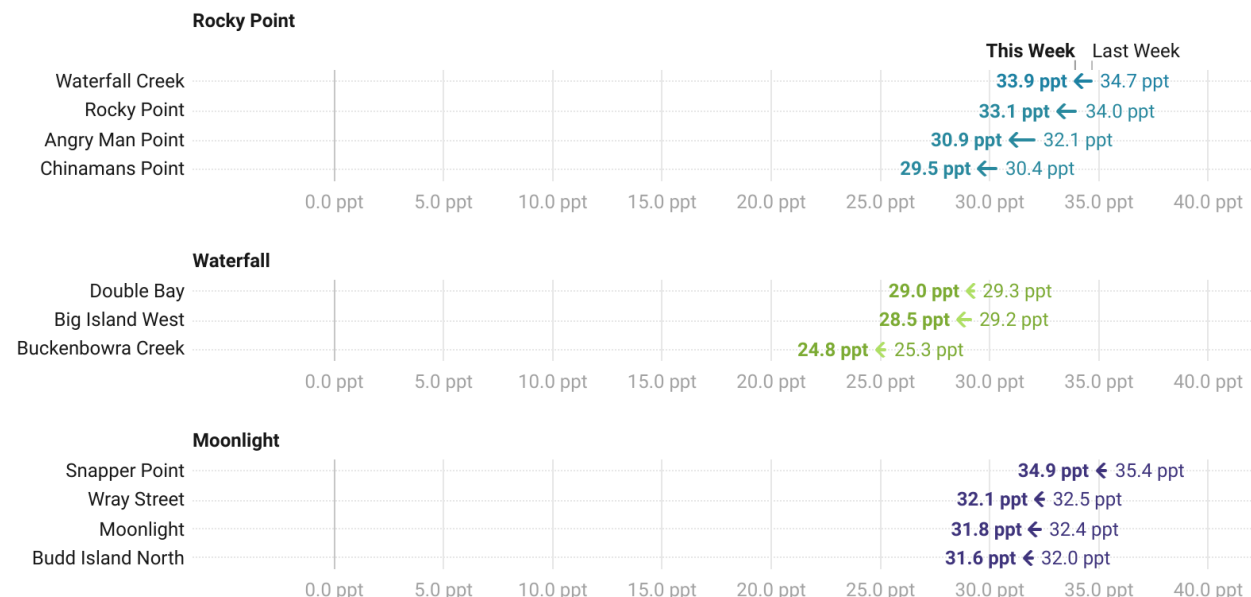 Rocky Point
This Week Last Week
Waterfall Creek 33.9 ppt 34.7 ppt
Rocky Point 33.1 ppt 34.0 ppt
Angry Man Point 30.9 ppt 32.1 ppt
Chinamans Point 29.5 ppt 30.4 ppt
0.0 ppt 5.0 ppt 10.0 ppt 15.0 ppt 20.0 ppt 25.0 ppt 30.0 ppt 35.0 ppt 40.0 ppt
Waterfall
Double Bay 29.0 ppt 29.3 ppt
Big Island West 28.5 ppt 29.2 ppt
Buckenbowra Creek 24.8 ppt 25.3 ppt
0.0 ppt 5.0 ppt 10.0 ppt 15.0 ppt 20.0 ppt 25.0 ppt 30.0 ppt 35.0 ppt 40.0 ppt
Moonlight
Snapper Point 34.9 ppt 35.4 ppt
Wray Street 32.1 ppt 32.5 ppt
Moonlight 31.8 ppt 32.4 ppt
Budd Island North 31.6 ppt 32.0 ppt
0.0 ppt 5.0 ppt 10.0 ppt 15.0 ppt 20.0 ppt 25.0 ppt 30.0 ppt 35.0 ppt 40.0 ppt